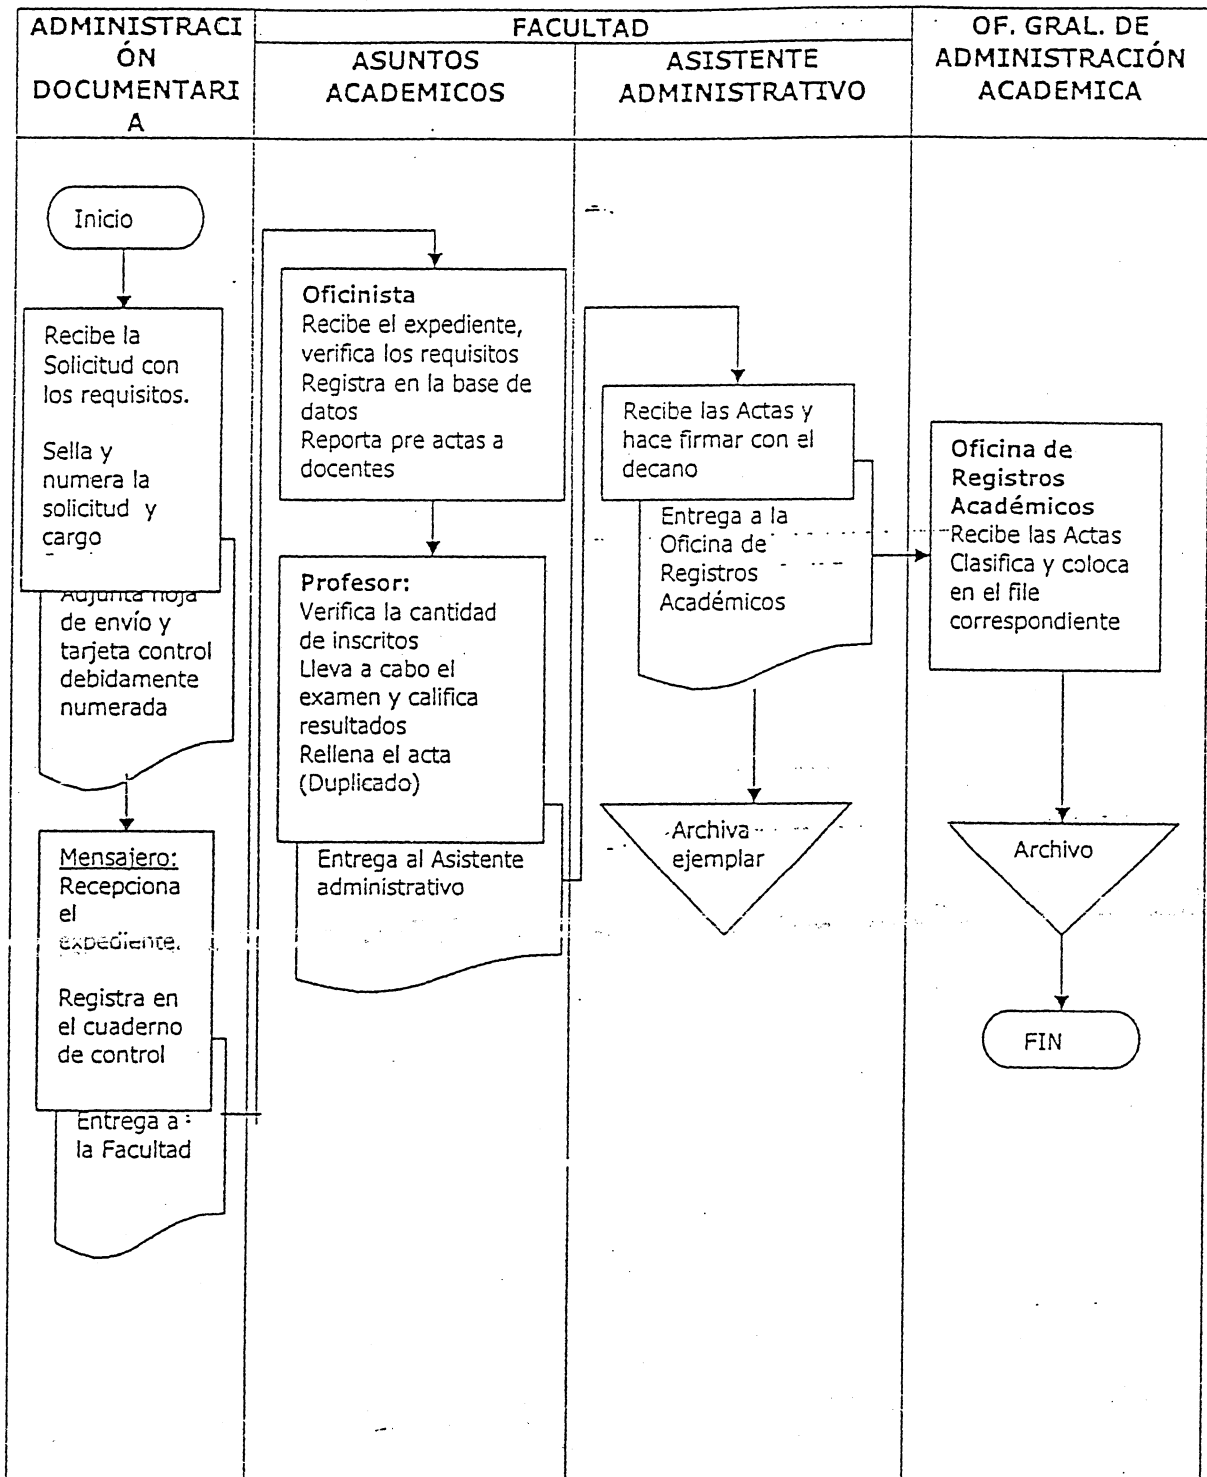 ADMINISTRACI
ÓN
DOCUMENTARI
A
FACULTAD
ASUNTOS
ACADEMICOS
ASISTENTE
ADMINISTRATIVO
OF. GRAL. DE
ADMINISTRACIÓN
ACADEMICA
Inicio
Recibe la
Solicitud con
los requisitos.
Sella y
numera la
solicitud y
cargo
Adjunta hoja
de envío y
tarjeta control
debidamente
numerada
Mensajero:
Recepciona
el
expediente.
Registra en
el cuaderno
de control
Entrega a
la Facultad
Oficinista
Recibe el expediente,
verifica los requisitos
Registra en la base de
datos
Reporta pre actas a
docentes
Profesor:
Verifica la cantidad
de inscritos
Lleva a cabo el
examen y califica
resultados
Rellena el acta
(Duplicado)
Entrega al Asistente
administrativo
Recibe las Actas y
hace firmar con el
decano
Entrega a la
Oficina de
Registros
Académicos
Archiva
ejemplar
Oficina de
Registros
Académicos
Recibe las Actas
Clasifica y coloca
en el file
correspondiente
Archivo
FIN